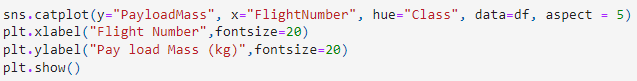 sns.catplot(y="PayloadMass", x="FlightNumber", hue="Class", data=df, aspect = 5)
plt.xlabel("Flight Number",fontsize=20)
plt.ylabel("Pay load Mass (kg)",fontsize=20)
plt.show()